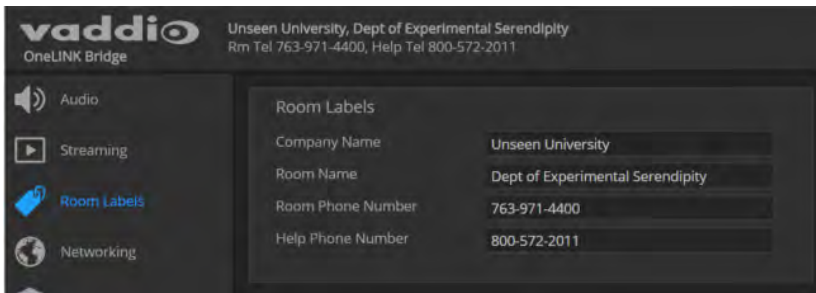 vaddio
OneLINK Bridge
Unseen University, Dept of Experimental Serendipity
Rm Tel 763-971-4400, Help Tel 800-572-2011
Audio
Streaming
Room Labels
Networking
Room Labels
Company Name Unseen University
Room Name Dept of Experimental Serendipity
Room Phone Number 763-971-4400
Help Phone Number 800-572-2011